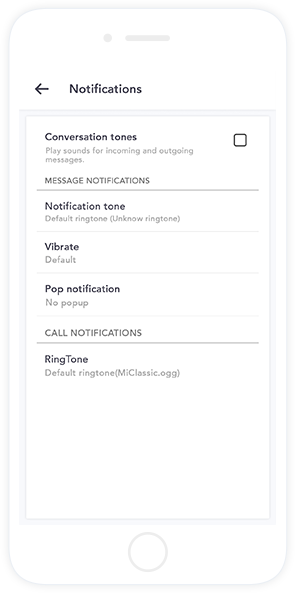 Notifications
Conversation tones
Play sounds for incoming and outgoing
messages.
MESSAGE NOTIFICATIONS
Notification tone
Default ringtone (Unknow ringtone)
Vibrate
Default
Pop notification
No popup
CALL NOTIFICATIONS
RingTone
Default ringtone(MiClassic.ogg)